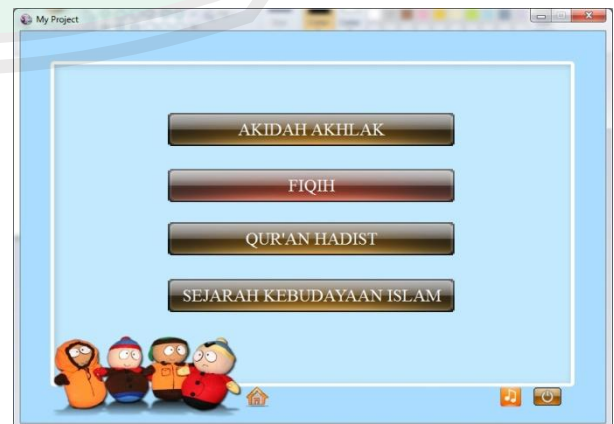 My Project
AKIDAH AKHLAK
FIQIH
QUR'AN HADIST
SEJARAH KEBUDAYAAN ISLAM